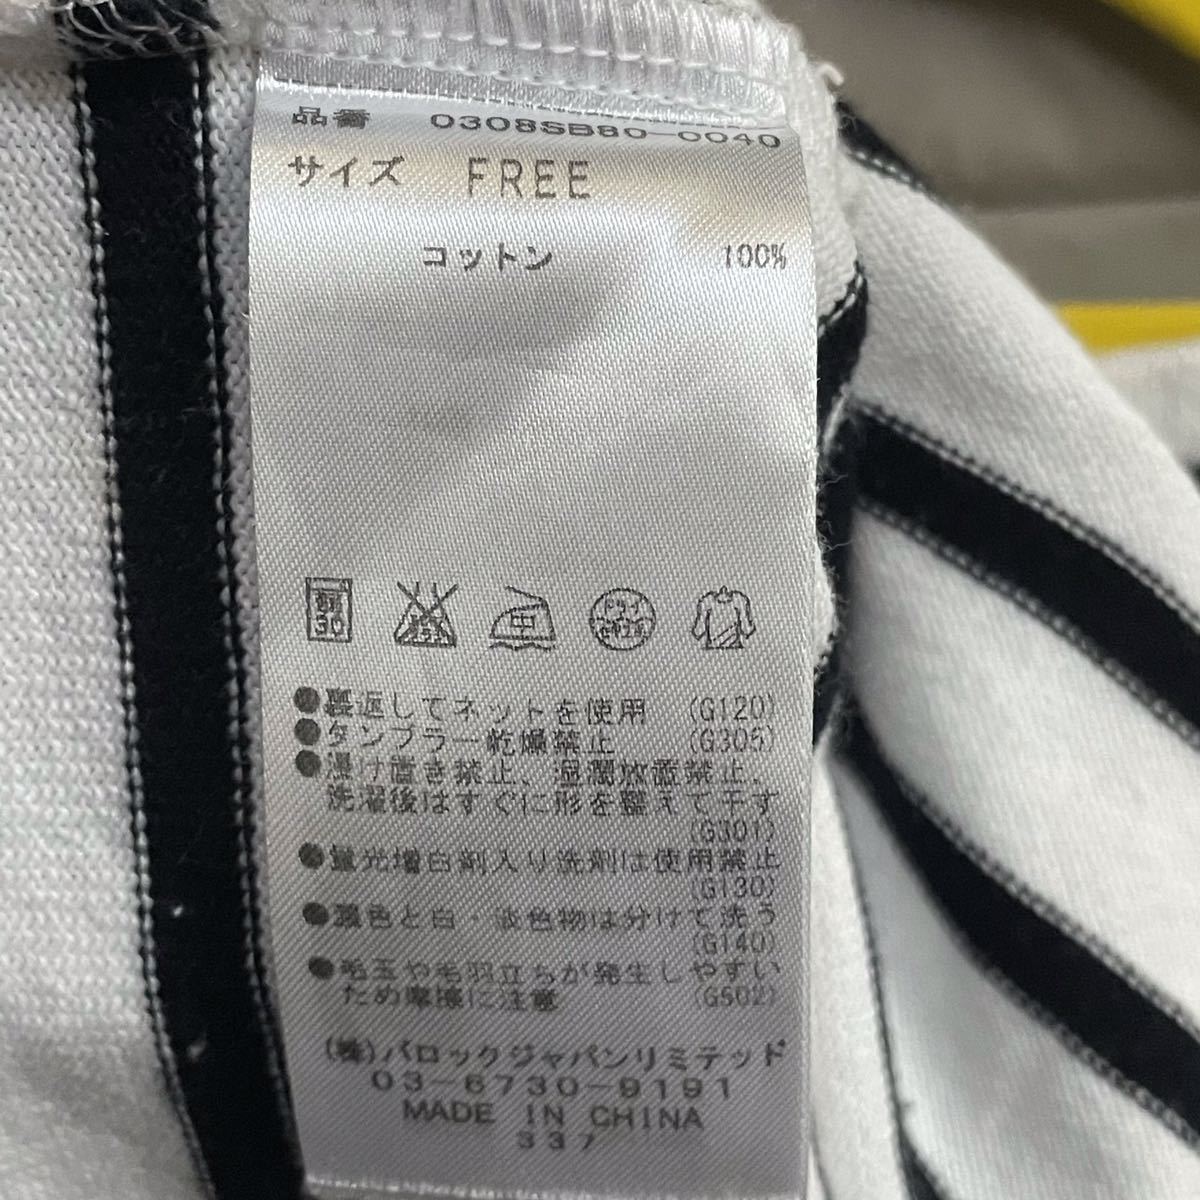 品番 0308SB80-0040
サイズ FREE
コットン 100%
30
中
ドライ
●裏返してネットを使用 (G120)
●タンブラー乾燥禁止 (G305)
●浸け置き禁止、湿潤放置禁止、
洗濯後はすぐに形を整えて干す
(G301)
●蛍光増白剤入り洗剤は使用禁止
(G130)
●濃色と白・淡色物は分けて洗う
(G140)
●毛玉や毛羽立ちが発生しやすい
ため摩擦に注意 (G502)
(株)バロックジャパンリミテッド
03-6730-9191
MADE IN CHINA
337